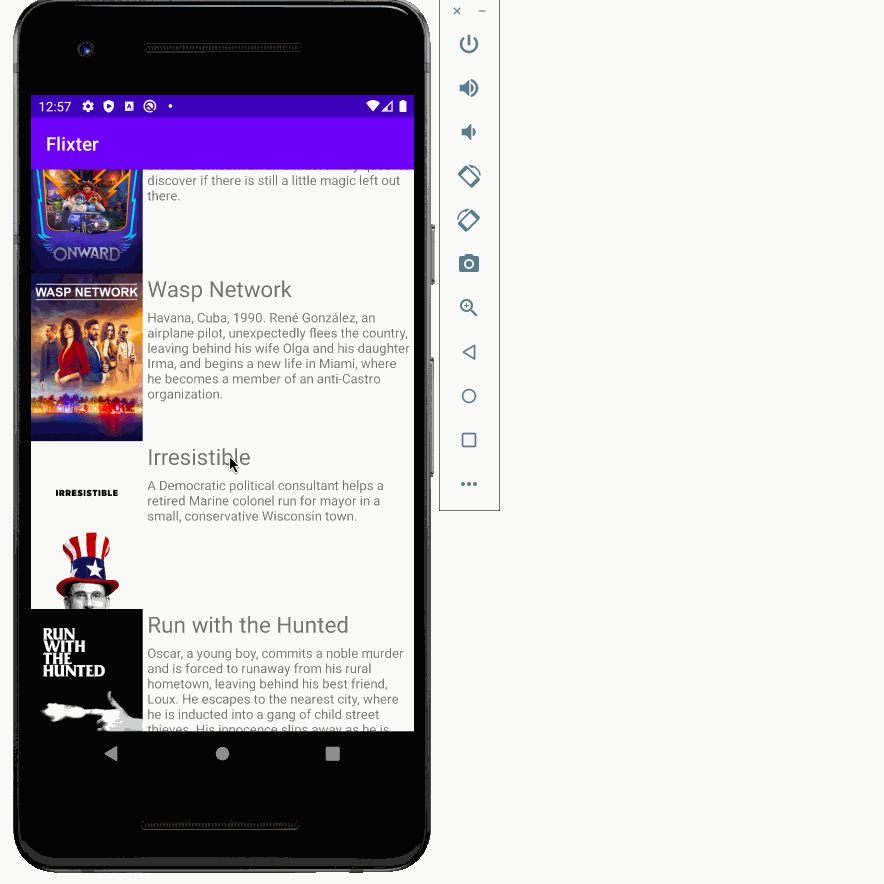 12:57
Flixter
discover if there is still a little magic left out
there.
ONWARD
WASP NETWORK
Wasp Network
Havana, Cuba, 1990. René González, an
airplane pilot, unexpectedly flees the country,
leaving behind his wife Olga and his daughter
Irma, and begins a new life in Miami, where
he becomes a member of an anti-Castro
organization.
IRRESISTIBLE
Irresistible
A Democratic political consultant helps a
retired Marine colonel run for mayor in a
small, conservative Wisconsin town.
RUN
WITH
THE
HUNTED
Run with the Hunted
Oscar, a young boy, commits a noble murder
and is forced to runaway from his rural
hometown, leaving behind his best friend,
Loux. He escapes to the nearest city, where
he is inducted into a gang of child street
thieves. His innocence slips away as he is